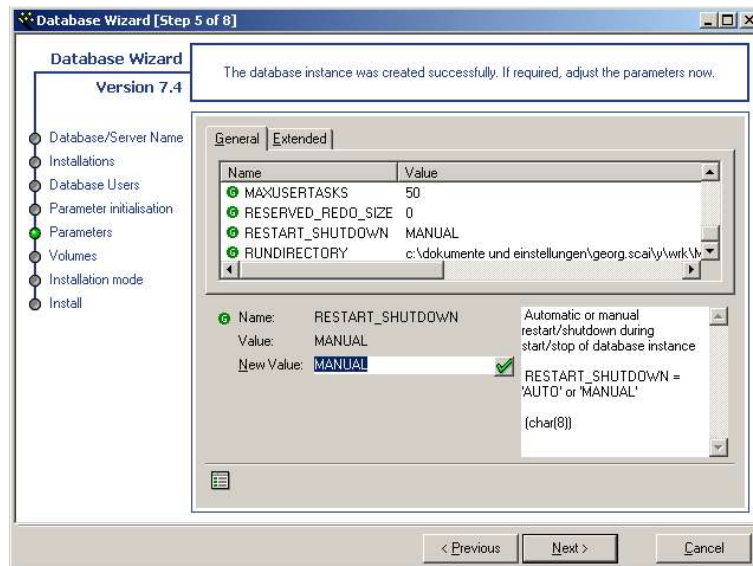 Database Wizard [Step 5 of 8]
Database Wizard
Version 7.4
The database instance was created successfully. If required, adjust the parameters now.
Database/Server Name
Installations
Database Users
Parameter initialisation
Parameters
Volumes
Installation mode
Install
General
Extended
Name Value
MAXUSERTASKS 50
RESERVED_REDO_SIZE 0
RESTART_SHUTDOWN MANUAL
RUNDIRECTORY c:\dokumente und einstellungen\georg.scai\y\wrk\
Name: RESTART_SHUTDOWN
Value: MANUAL
New Value: MANUAL
Automatic or manual
restart/shutdown during
start/stop of database instance
RESTART_SHUTDOWN =
'AUTO' or 'MANUAL'
(char(8))
< Previous
Next >
Cancel